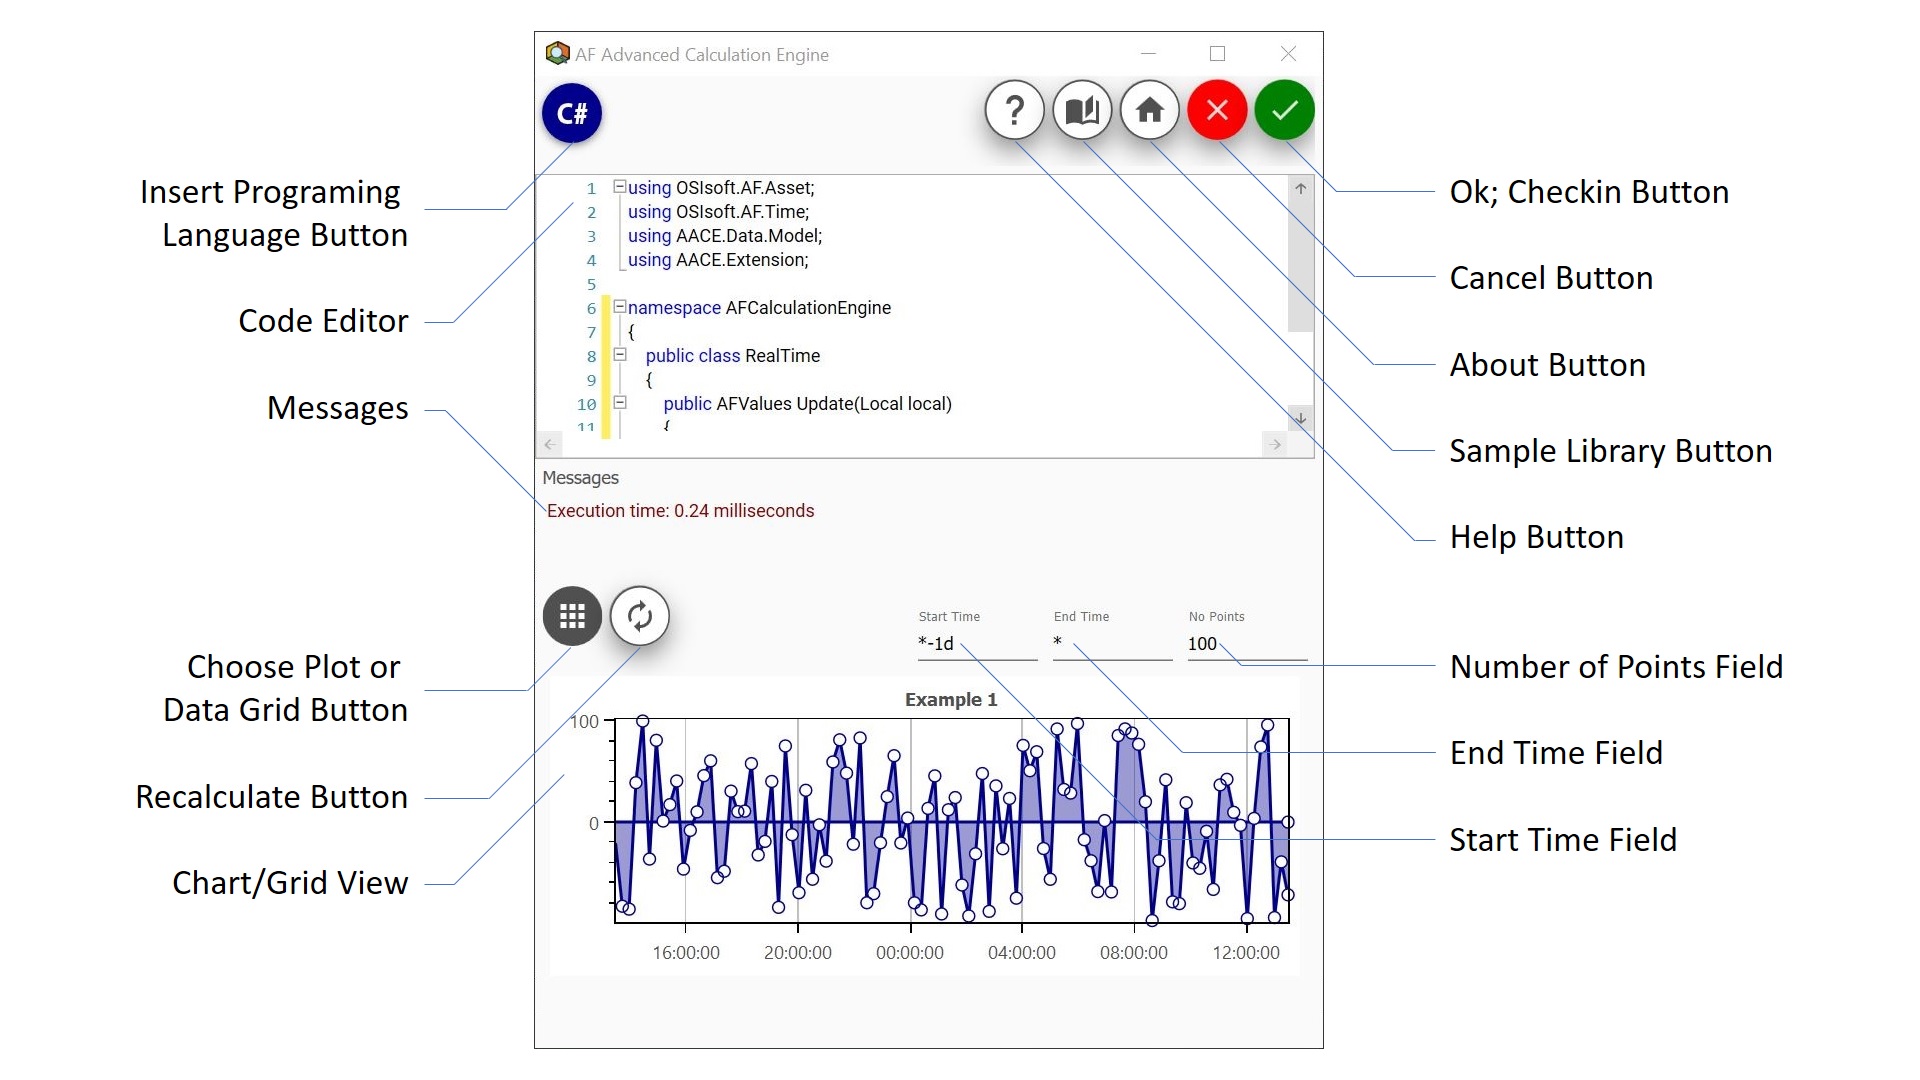 AF Advanced Calculation Engine
C#
?
Insert Programing
Language Button
Code Editor
Messages
Choose Plot or
Data Grid Button
Recalculate Button
Chart/Grid View
1 using OSIsoft.AF.Asset;
2 using OSIsoft.AF.Time;
3 using AACE.Data.Model;
4 using AACE.Extension;
5
6 namespace AFCalculationEngine
7 {
8 public class RealTime
9 {
10 public AFValues Update(Local local)
11 {
Messages
Execution time: 0.24 milliseconds
Start Time End Time No Points
*-1d * 100
Example 1
100
0
16:00:00 20:00:00 00:00:00 04:00:00 08:00:00 12:00:00
Ok; Checkin Button
Cancel Button
About Button
Sample Library Button
Help Button
Number of Points Field
End Time Field
Start Time Field